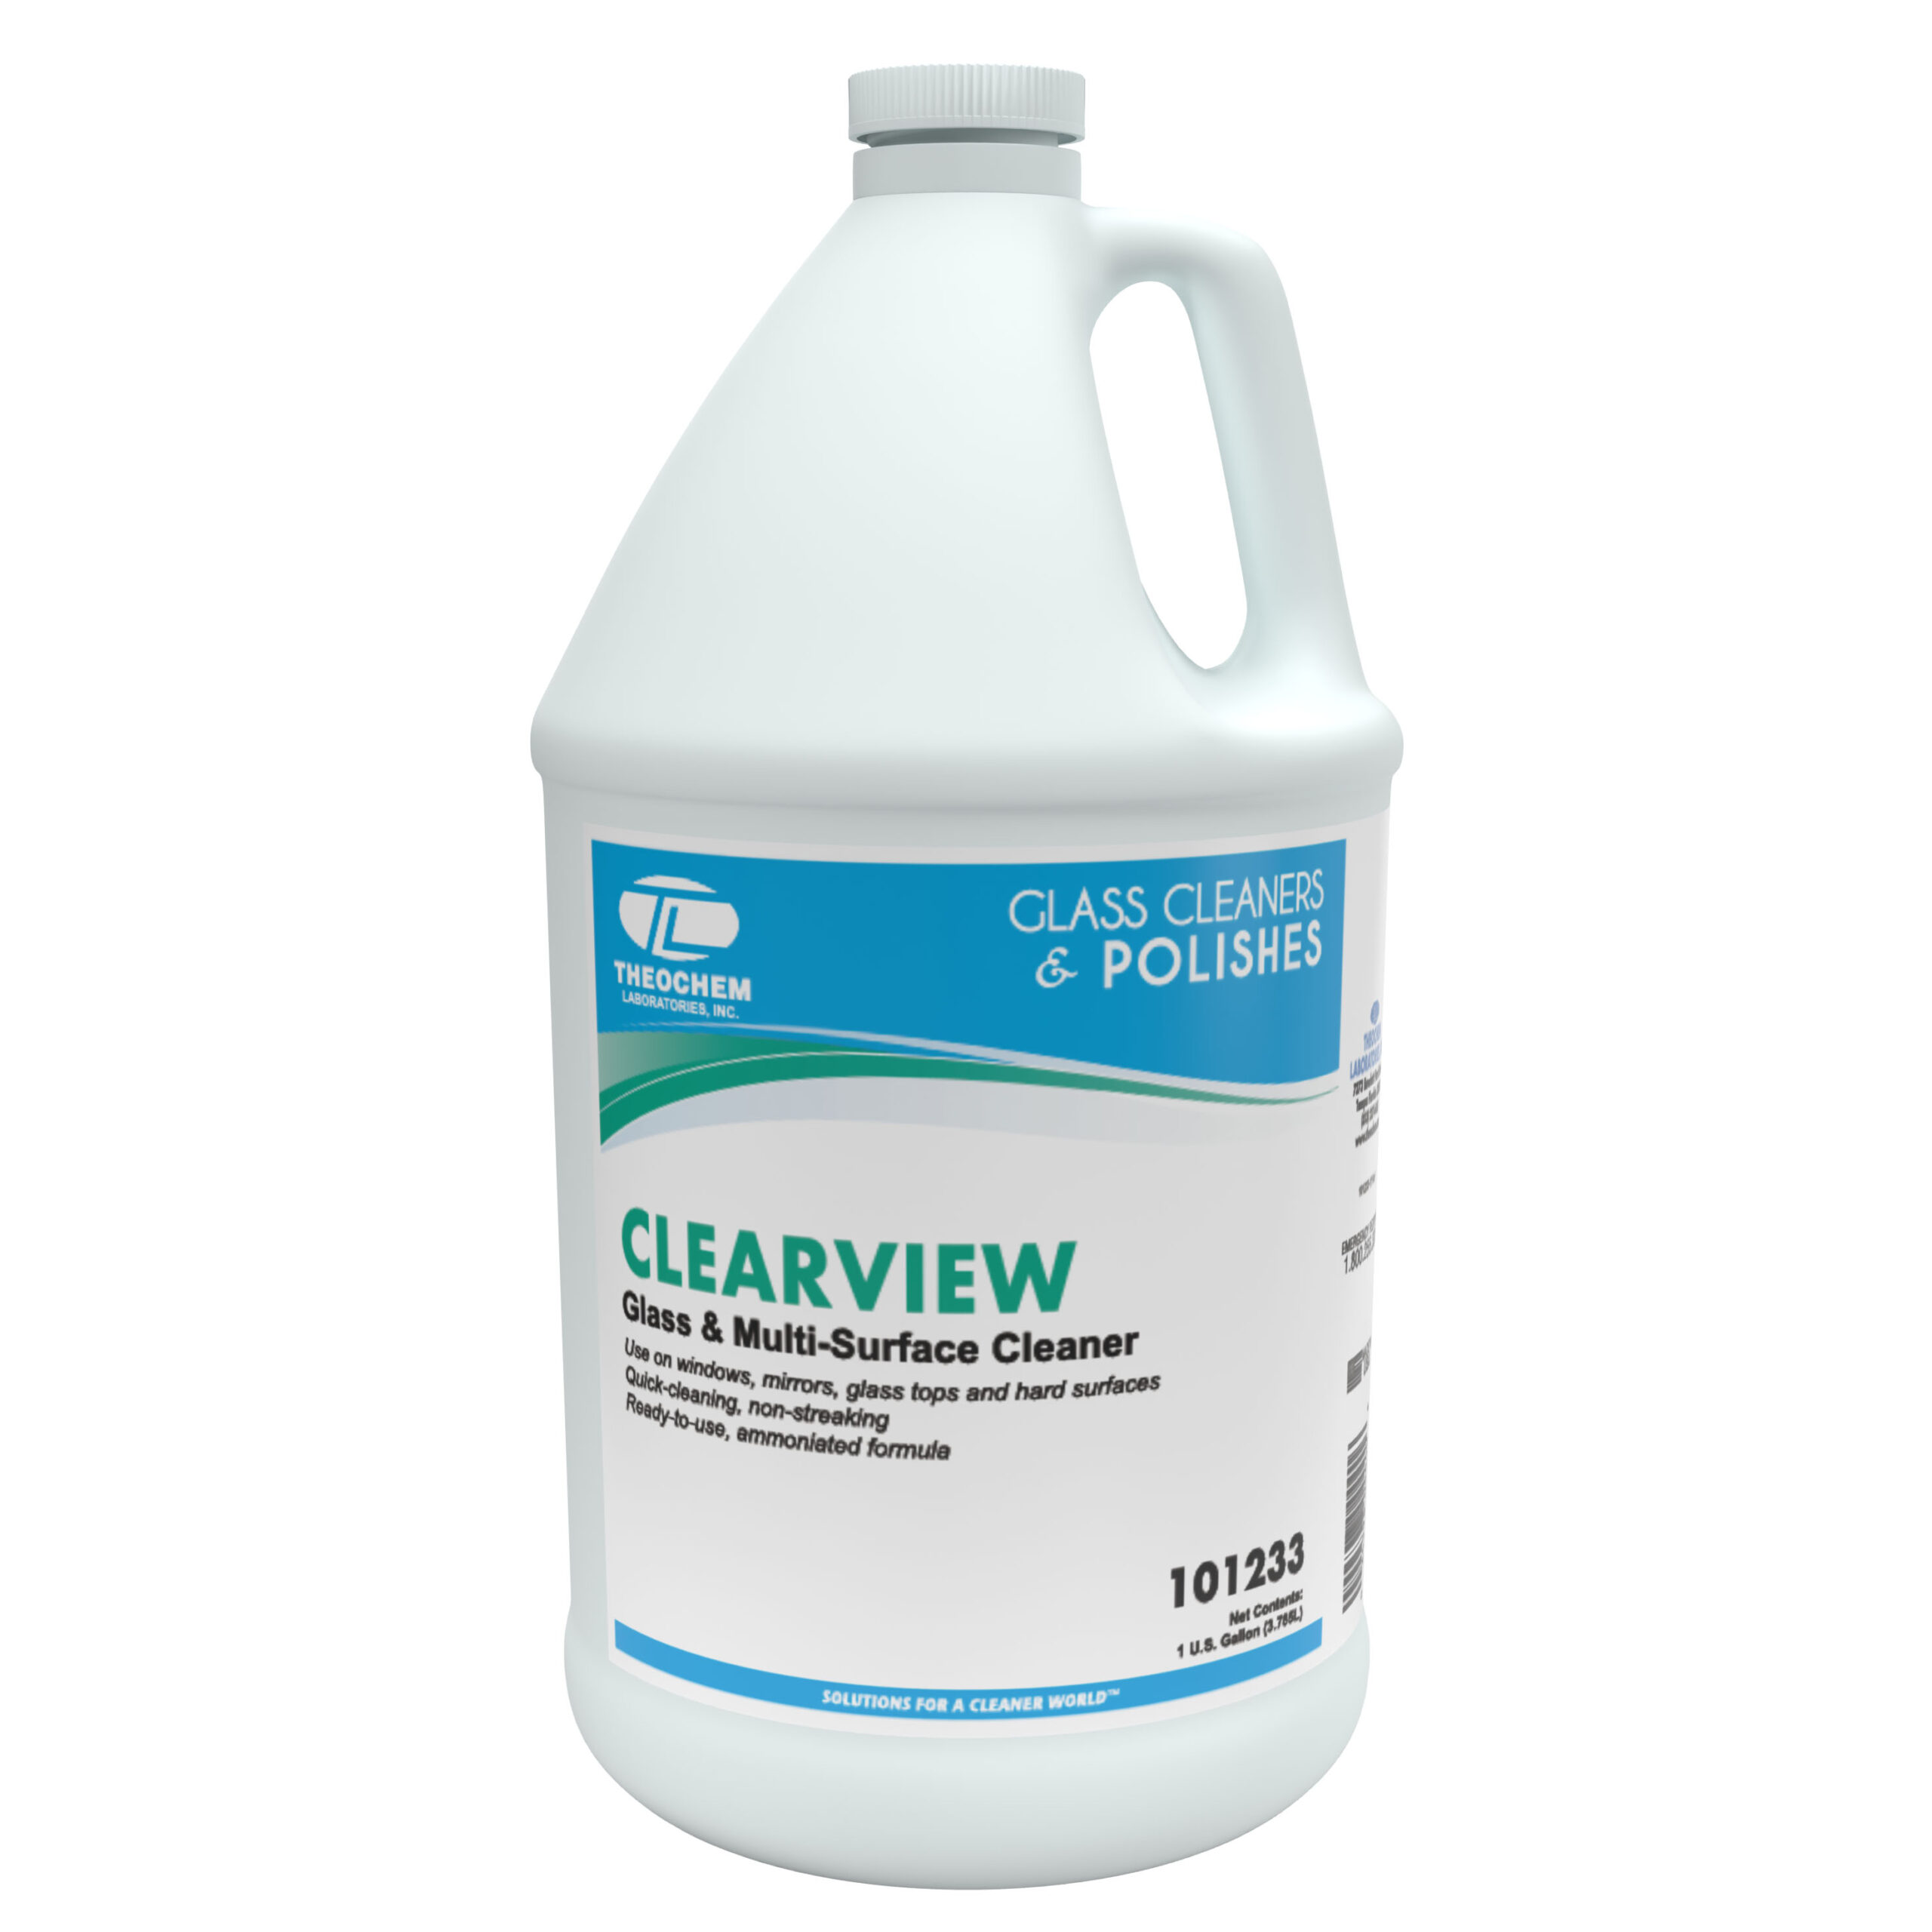 TL
THEOCHEM
LABORATORIES, INC.
GLASS CLEANERS
& POLISHES
CLEARVIEW
Glass & Multi-Surface Cleaner
Use on windows, mirrors, glass tops and hard surfaces
Quick-cleaning, non-streaking
Ready-to-use, ammoniated formula
101233
Net Contents:
1 U.S. Gallon (3.785L)
SOLUTIONS FOR A CLEANER WORLD™